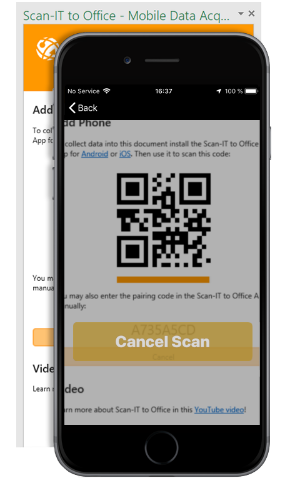 Scan-IT to Office - Mobile Data Acq...
No Service
16:37
100 %
Back
Add
dd Phone
To col
collect data into this document install the Scan-IT to Office
App fo
p for Android or iOS. Then use it to scan this code:
You m
u may also enter the pairing code in the Scan-IT to Office A
manua
nually:
A735A5CD
Cancel Scan
Cancel
Vide
deo
Learn
arn more about Scan-IT to Office in this YouTube video!